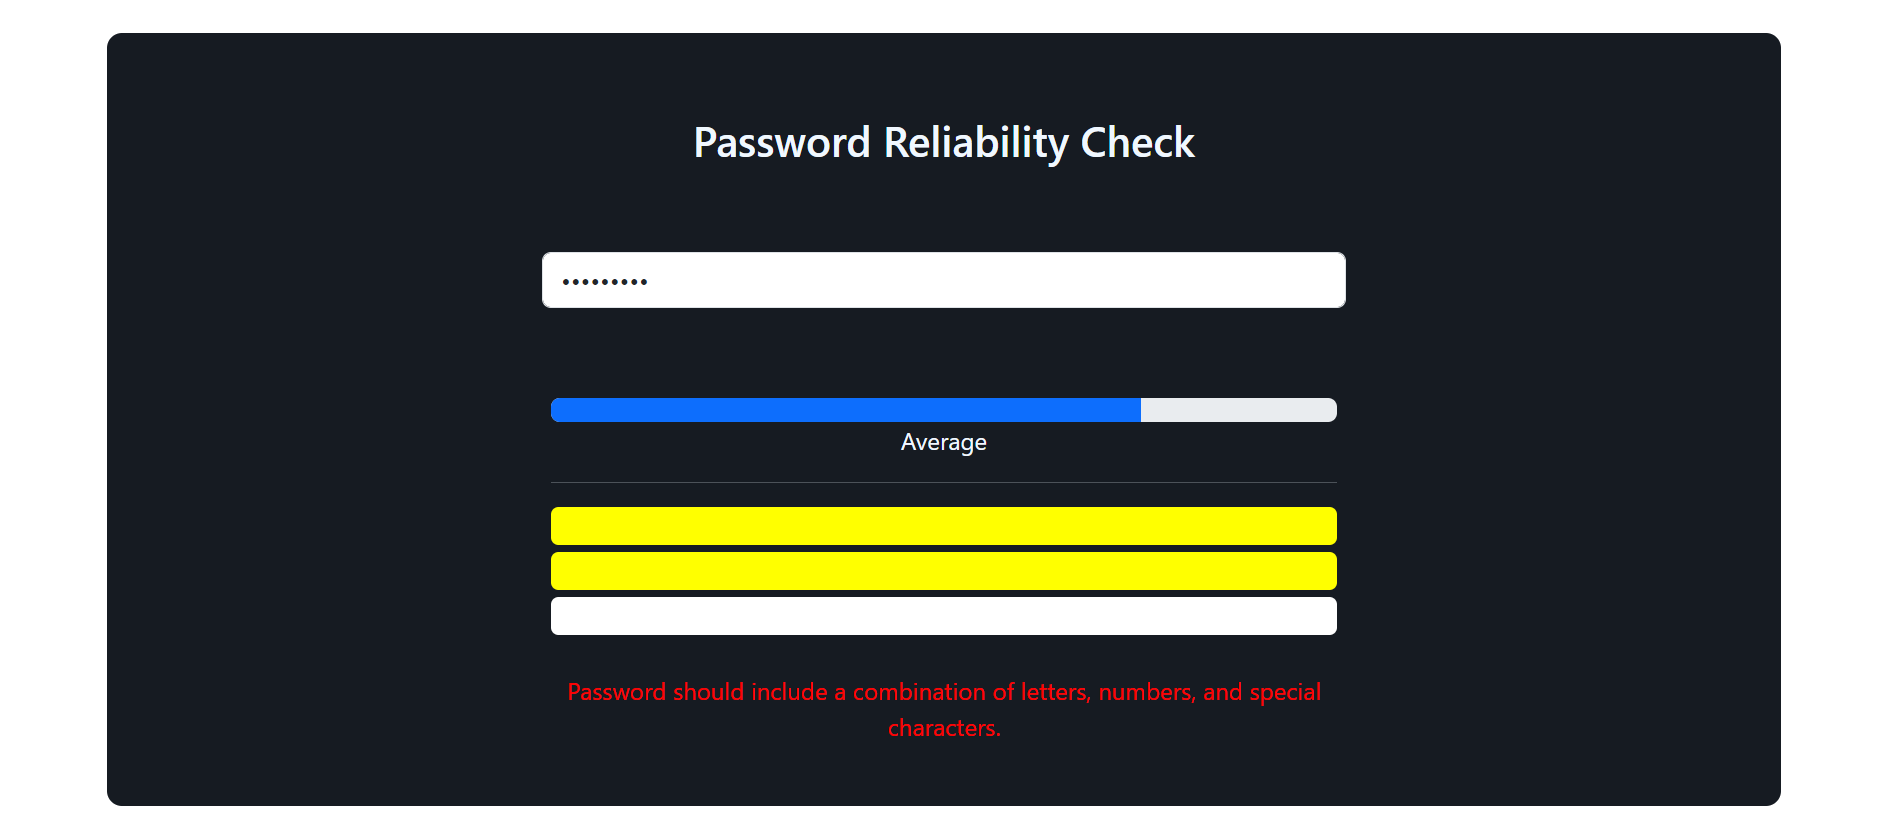 Password Reliability Check
•••••••••
Average
Password should include a combination of letters, numbers, and special
characters.